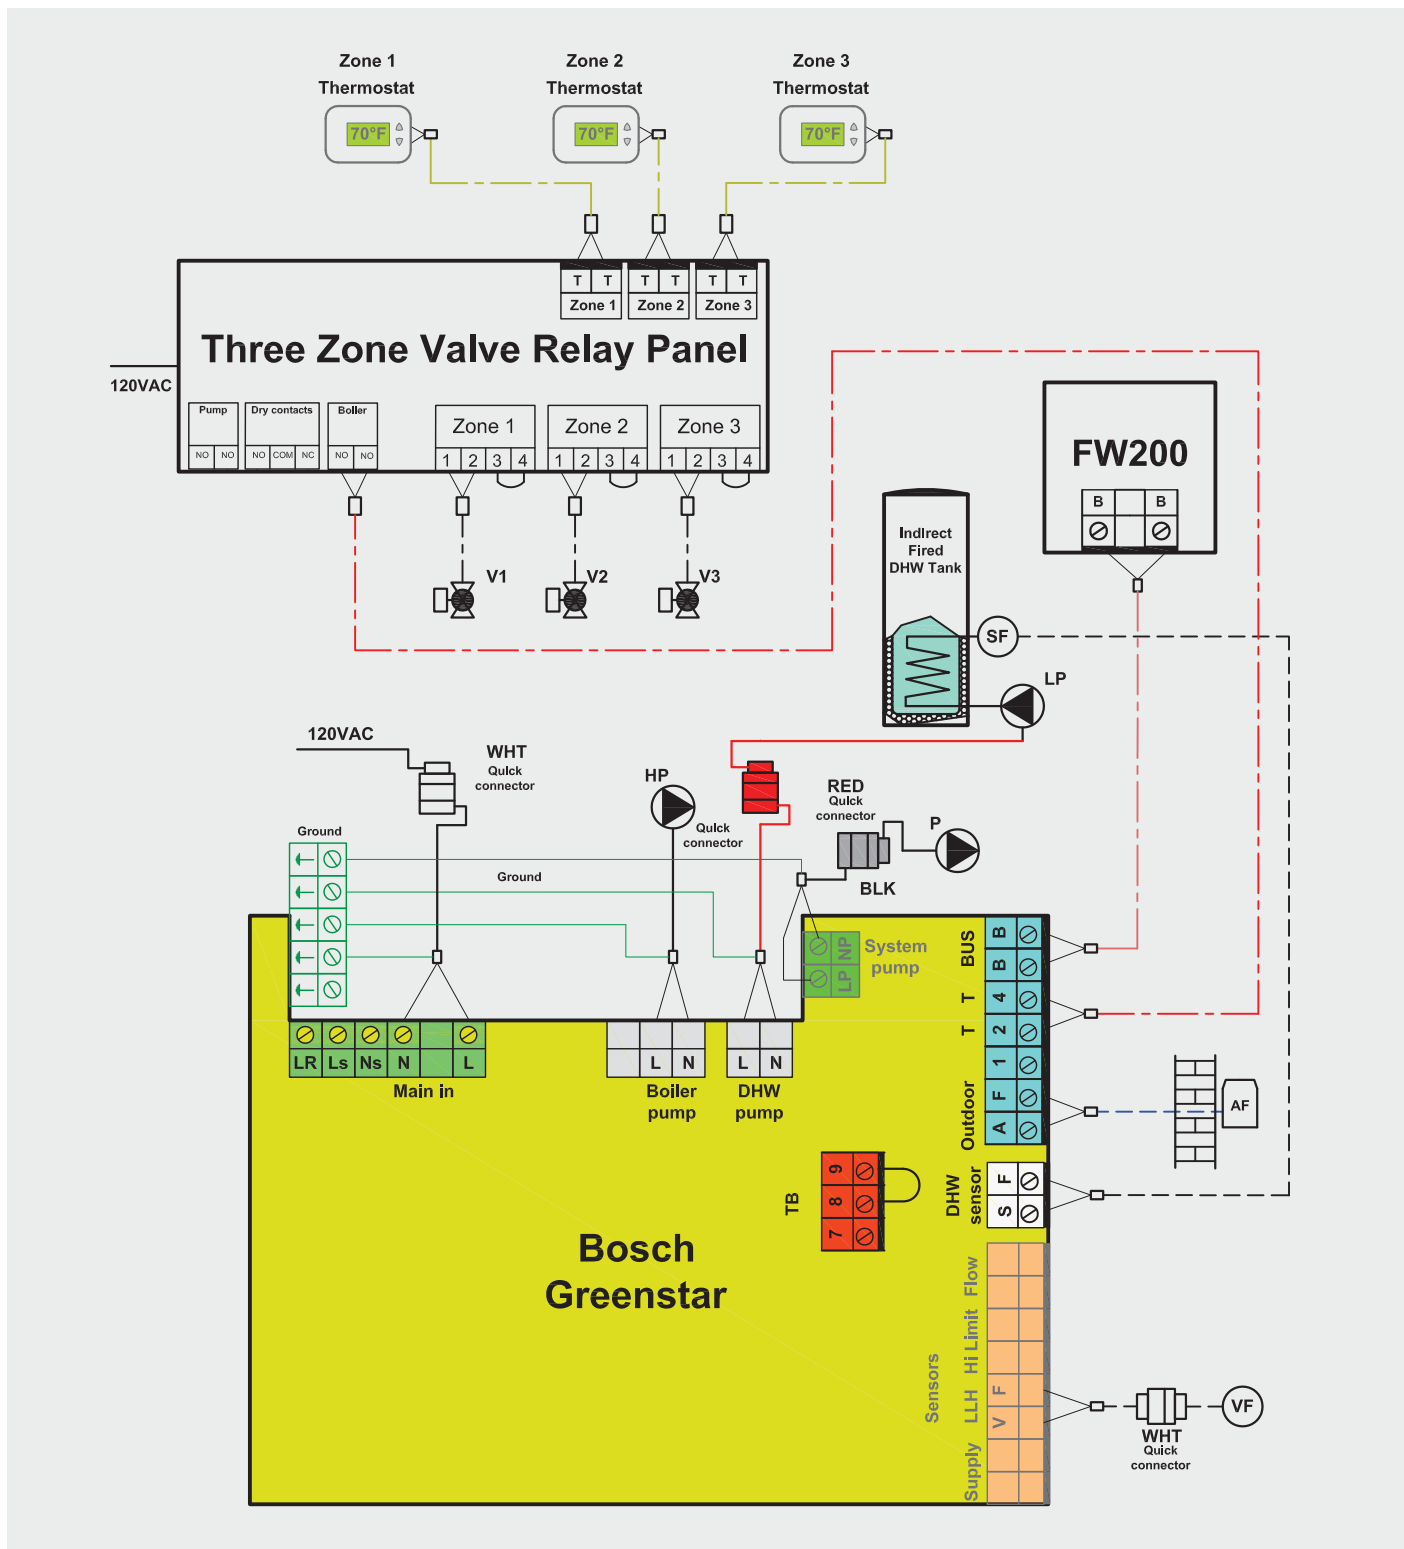 Zone 1
Thermostat
Zone 2
Thermostat
Zone 3
Thermostat
70°F
70°F
70°F
T T
T T
T T
Zone 1
Zone 2
Zone 3
Three Zone Valve Relay Panel
120VAC
Pump
Dry contacts
Boiler
NO NO
NO COM NC
NO NO
Zone 1
Zone 2
Zone 3
1 2 3 4
1 2 3 4
1 2 3 4
V1
V2
V3
FW200
B B
Indirect
Fired
DHW Tank
SF
LP
120VAC
WHT
Quick
connector
HP
Quick
connector
RED
Quick
connector
P
BLK
Ground
Ground
NP
LP
System
pump
BUS
B
B
T
4
T
2
1
Outdoor
F
A
AF
LR Ls Ns N L
Main in
L N
Boiler
pump
L N
DHW
pump
TB
9
8
7
DHW
sensor
F
S
Bosch
Greenstar
Sensors
Flow
Hi Limit
LLH
F
V
Supply
WHT
Quick
connector
VF